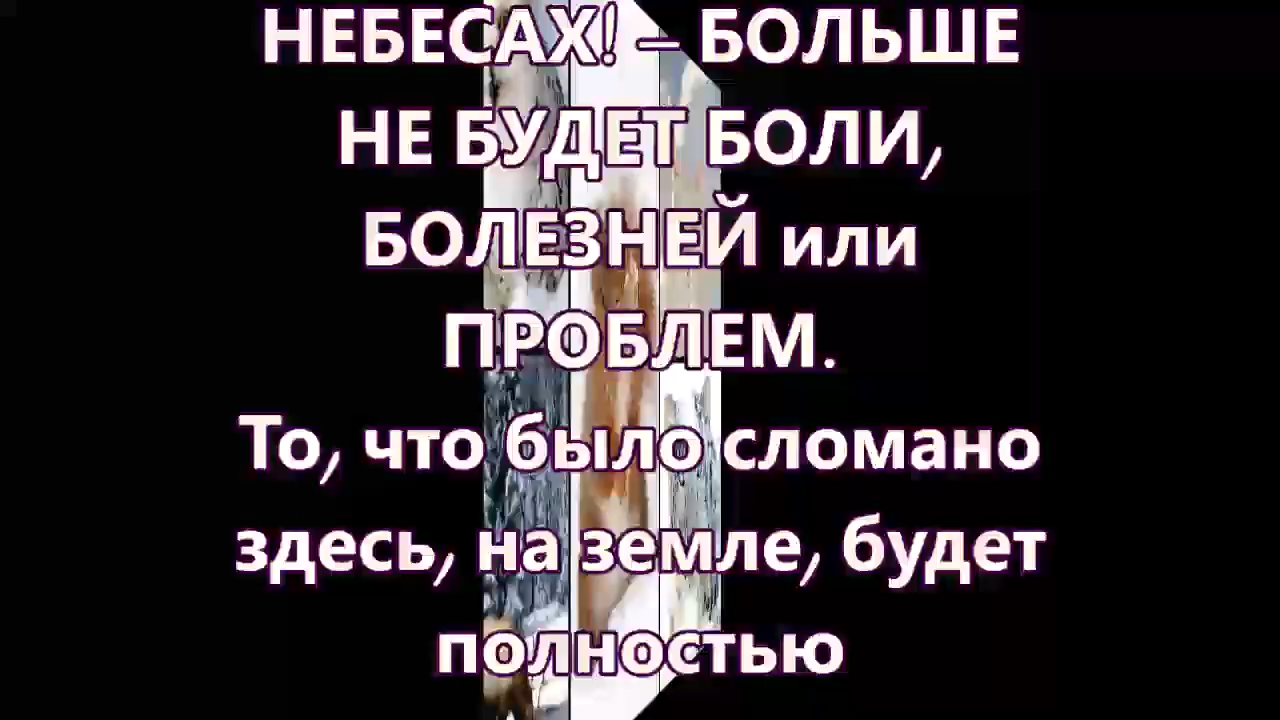 НЕБЕСАХ! – БОЛЬШЕ
НЕ БУДЕТ БОЛИ,
БОЛЕЗНЕЙ или
ПРОБЛЕМ.
То, что было сломано
здесь, на земле, будет
полностью